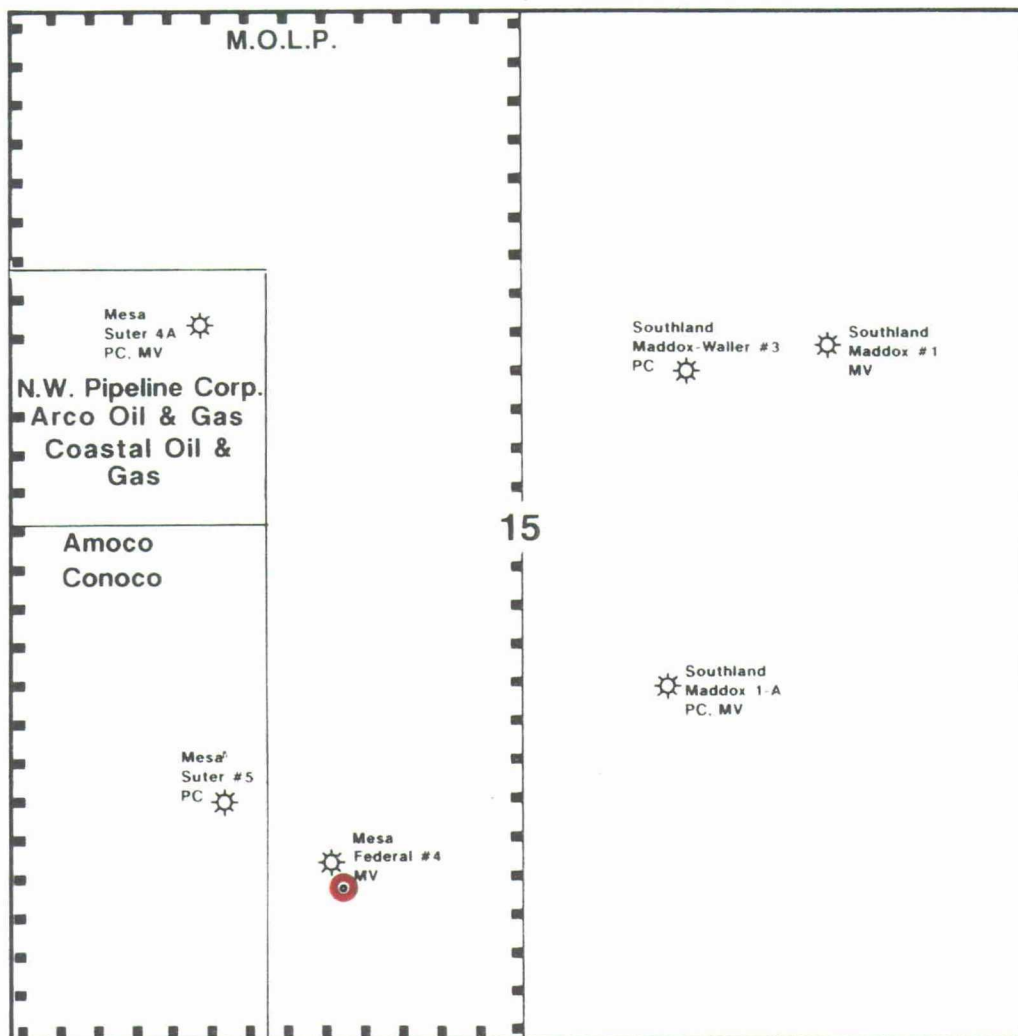 M.O.L.P.
Mesa
Suter 4A
PC, MV
N.W. Pipeline Corp.
Arco Oil & Gas
Coastal Oil &
Gas
Southland
Maddox-Waller #3
PC
Southland
Maddox #1
MV
15
Amoco
Conoco
Southland
Maddox 1-A
PC, MV
Mesa
Suter #5
PC
Mesa
Federal #4
MV